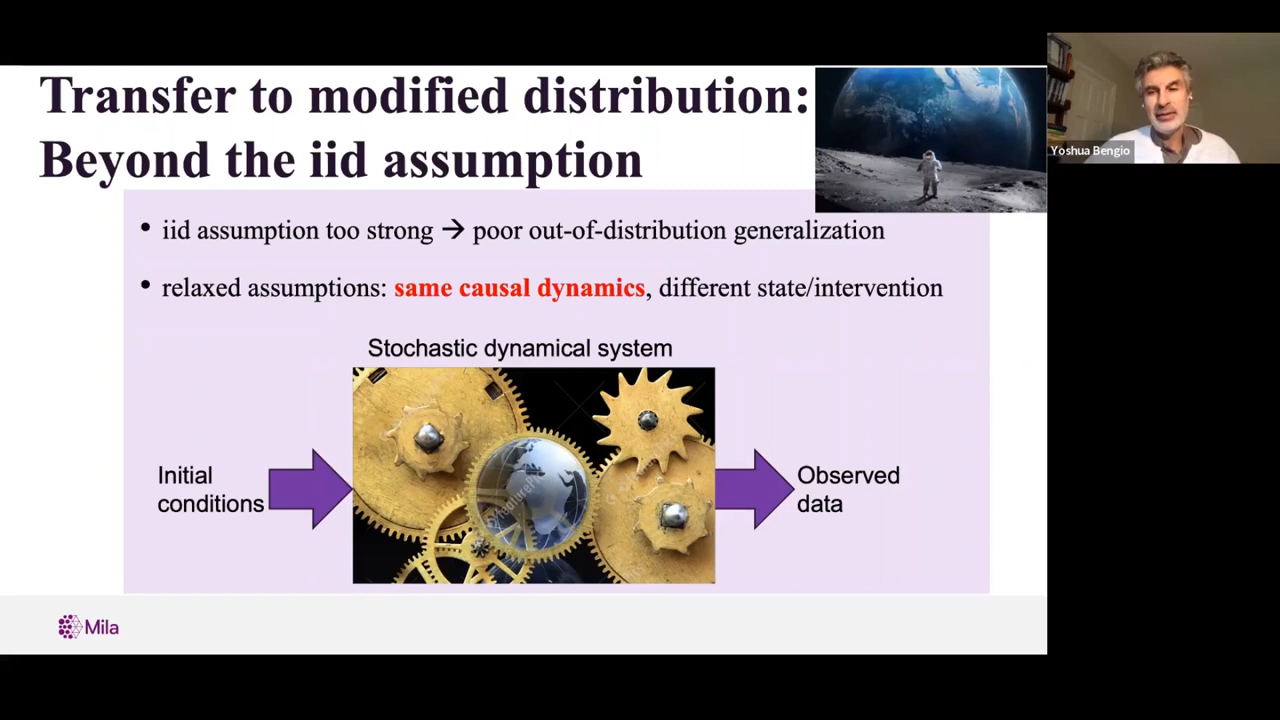 Transfer to modified distribution:
Beyond the iid assumption
Yoshua Bengio
• iid assumption too strong → poor out-of-distribution generalization
• relaxed assumptions: same causal dynamics, different state/intervention
Stochastic dynamical system
Initial
conditions
Observed
data
Mila